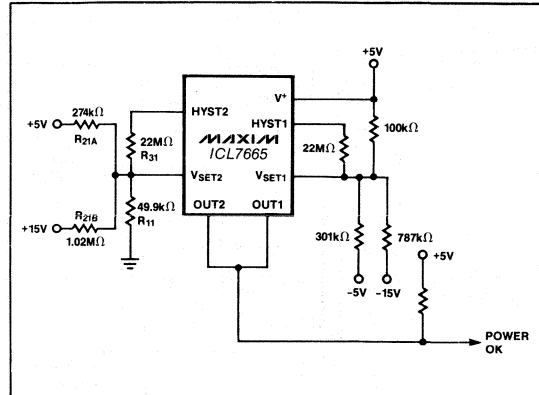 +5V
V+
HYST2
HYST1
274kΩ
+5V
R21A
22MΩ
R31
MAXIM
ICL7665
22MΩ
100kΩ
VSET2
VSET1
49.9kΩ
R11
OUT2
OUT1
R21B
+15V
1.02MΩ
301kΩ
787kΩ
+5V
-5V
-15V
POWER
OK